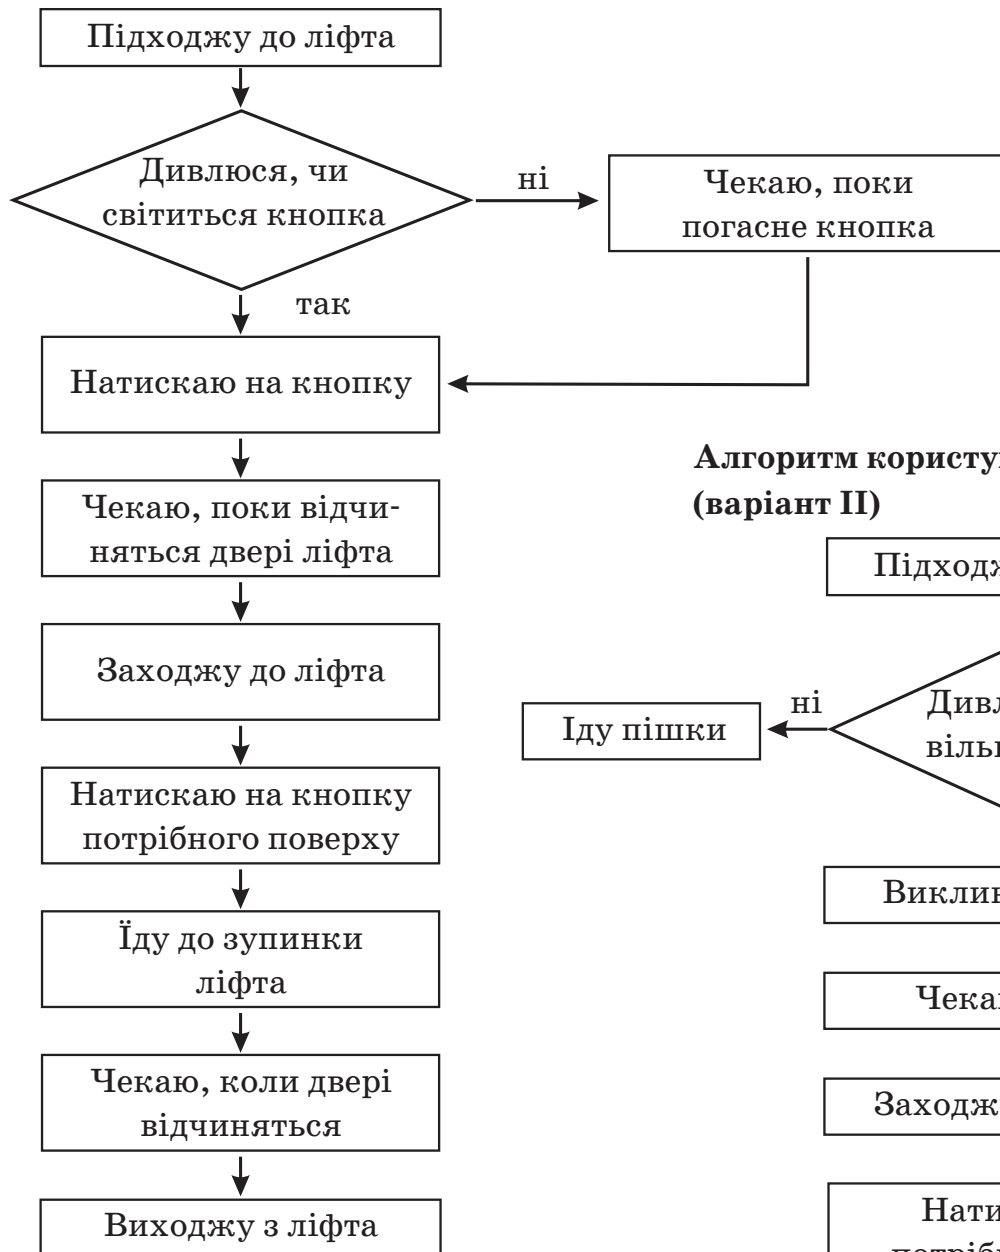 Підходжу до ліфта
Дивлюся, чи
світиться кнопка
ні
Чекаю, поки
погасне кнопка
так
Натискаю на кнопку
Чекаю, поки відчи-
няться двері ліфта
Заходжу до ліфта
Натискаю на кнопку
потрібного поверху
Їду до зупинки
ліфта
Чекаю, коли двері
відчиняться
Виходжу з ліфта
Алгоритм
(варіант II)
ні
Іду пішки